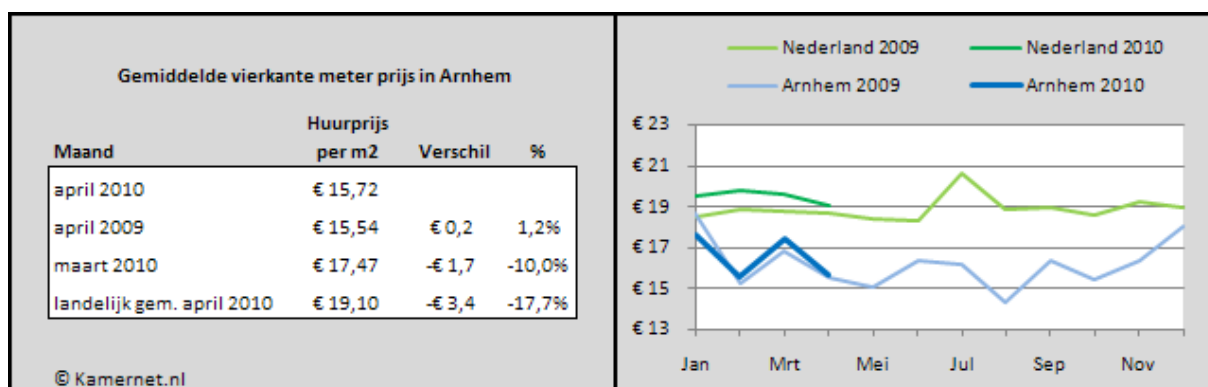 Gemiddelde vierkante meter prijs in Arnhem
Huurprijs
Maand per m2 Verschil %
april 2010 € 15,72
april 2009 € 15,54 € 0,2 1,2%
maart 2010 € 17,47 -€ 1,7 -10,0%
landelijk gem. april 2010 € 19,10 -€ 3,4 -17,7%
© Kamernet.nl
Nederland 2009 Nederland 2010
Arnhem 2009 Arnhem 2010
€ 23
€ 21
€ 19
€ 17
€ 15
€ 13
Jan Mrt Mei Jul Sep Nov